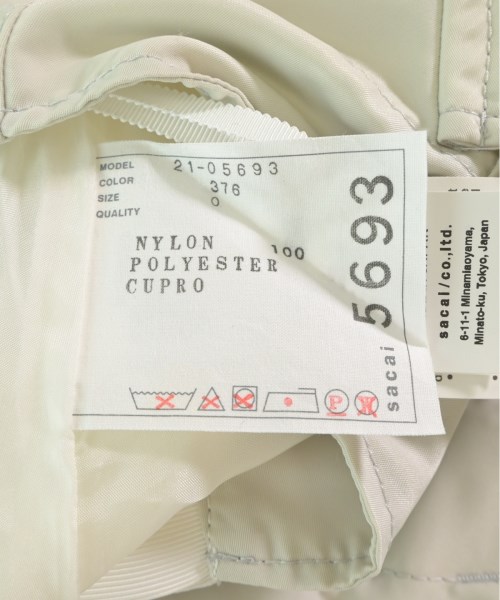 MODEL 21-05693
COLOR 376
SIZE 0
QUALITY
NYLON 100
POLYESTER
CUPRO
P W
sacai 5693
sacai/co.,ltd.
6-11-1 Minamiaoyama,
Minato-ku, Tokyo, Japan